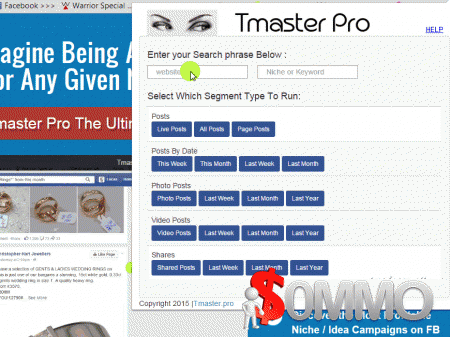 Facebook >>>
Warrior Special ...
Tmaster Pro
HELP
agine Being A
or Any Given N
master Pro The Ultim
Enter your Search phrase Below :
website
Niche or Keyword
Select Which Segment Type To Run:
Posts
Live Posts All Posts Page Posts
Posts By Date
This Week This Month Last Week Last Month
Photo Posts
Photo Posts Last Week Last Month Last Year
Video Posts
Video Posts Last Week Last Month Last Year
Shares
Shared Posts Last Week Last Month Last Year
Copyright 2015 |Tmaster.pro
Tmas
christopher Hart Jewellers
Like Page
See More
$0MMO
Niche / Idea Campaigns on FB